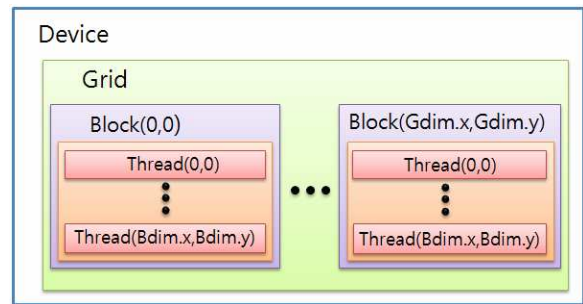 Device
Grid
Block(0,0)
Thread(0,0)
Thread(Bdim.x,Bdim.y)
Block(Gdim.x,Gdim.y)
Thread(0,0)
Thread(Bdim.x,Bdim.y)